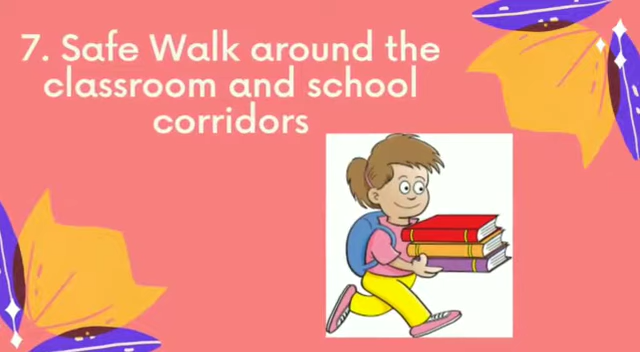 7. Safe Walk around the
classroom and school
corridors